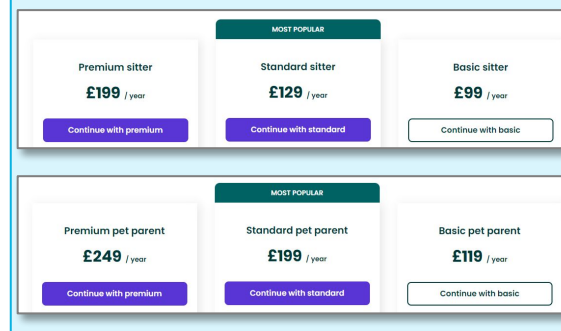 MOST POPULAR
Premium sitter
£199 / year
Continue with premium
Standard sitter
£129 / year
Continue with standard
Basic sitter
£99 / year
Continue with basic
MOST POPULAR
Premium pet parent
£249 / year
Continue with premium
Standard pet parent
£199 / year
Continue with standard
Basic pet parent
£119 / year
Continue with basic